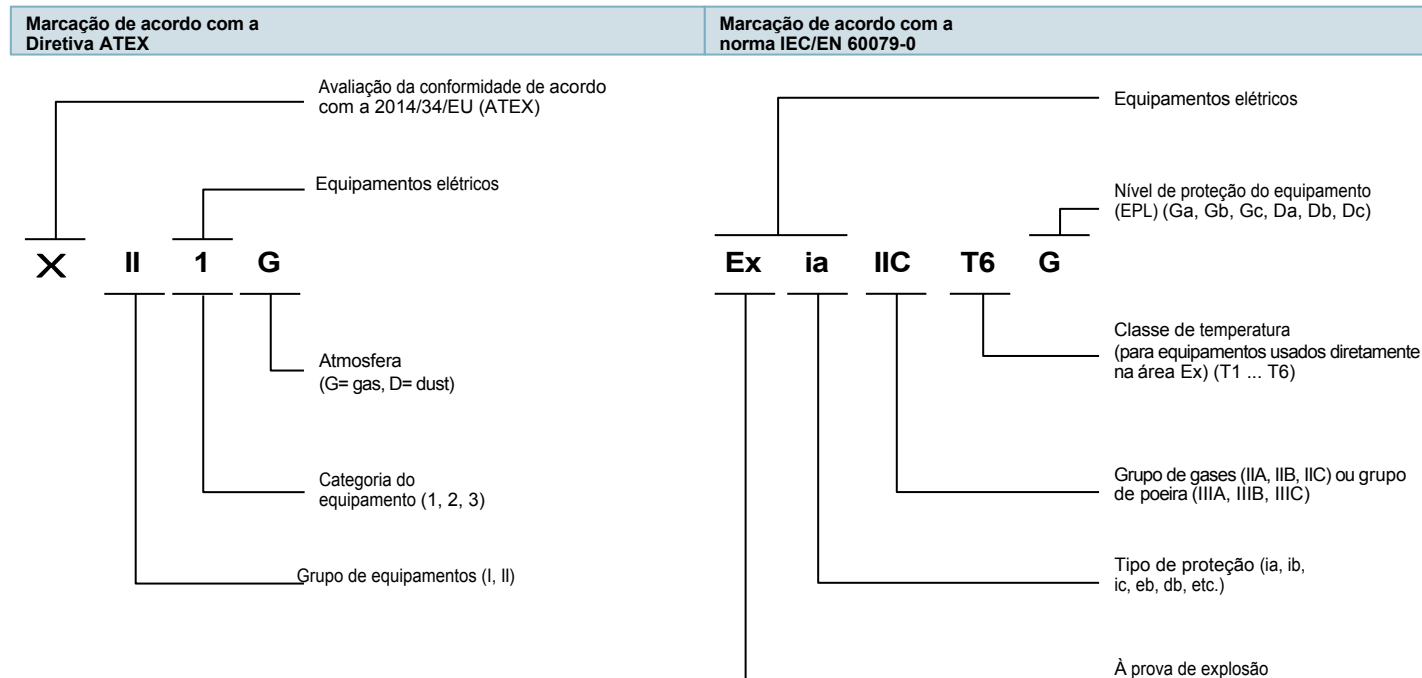 Marcação de acordo com a
Diretiva ATEX
Marcação de acordo com a
norma IEC/EN 60079-0
Avaliação da conformidade de acordo
com a 2014/34/EU (ATEX)
Equipamentos elétricos
X II 1 G
Atmosfera
(G= gas, D= dust)
Categoria do
equipamento (1, 2, 3)
Grupo de equipamentos (I, II)
Equipamentos elétricos
Nível de proteção do equipamento
(EPL) (Ga, Gb, Gc, Da, Db, Dc)
Ex ia IIC T6 G
Classe de temperatura
(para equipamentos usados diretamente
na área Ex) (T1 ... T6)
Grupo de gases (IIA, IIB, IIC) ou grupo
de poeira (IIIA, IIIB, IIIC)
Tipo de proteção (ia, ib,
ic, eb, db, etc.)
À prova de explosão